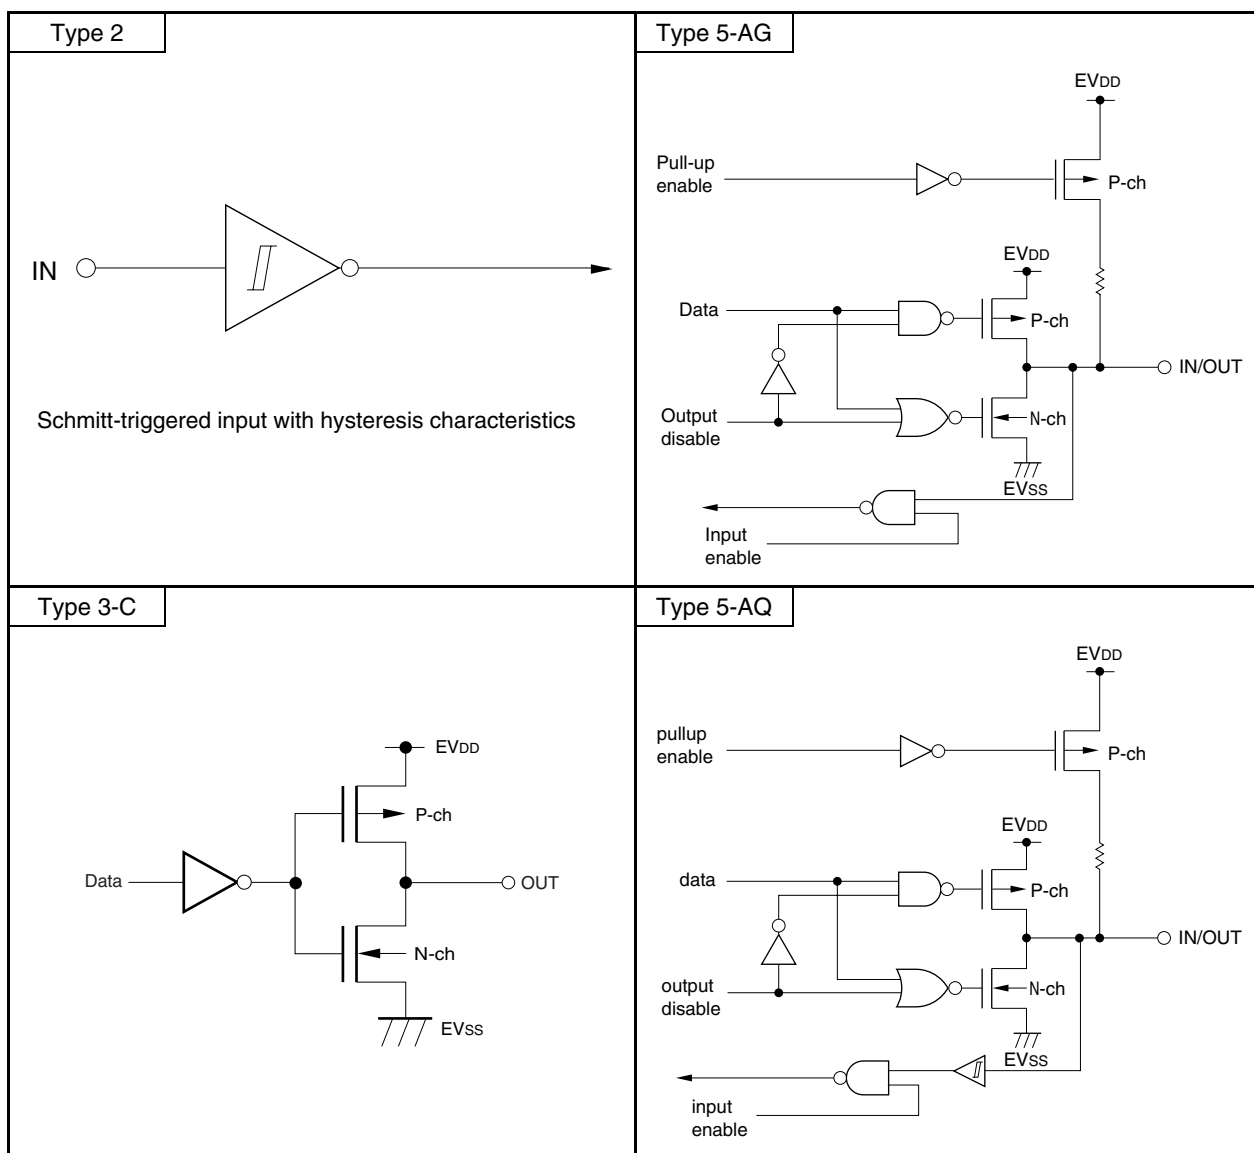 Type 2
IN
Schmitt-triggered input with hysteresis characteristics
Type 5-AG
EVDD
Pull-up
enable
P-ch
EVDD
Data
P-ch
IN/OUT
Output
disable
N-ch
EVSS
Input
enable
Type 3-C
EVDD
P-ch
Data
OUT
N-ch
EVSS
Type 5-AQ
EVDD
pullup
enable
P-ch
EVDD
data
P-ch
IN/OUT
output
disable
N-ch
EVSS
input
enable